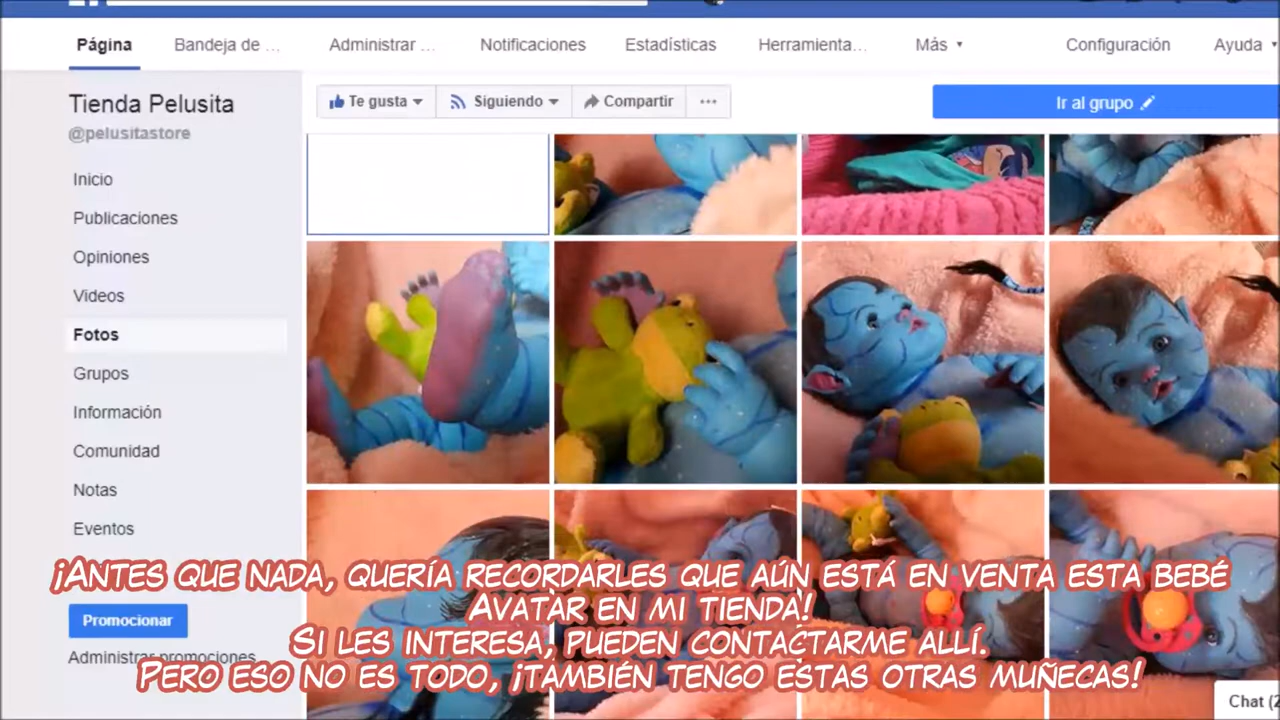 Página Bandeja de ... Administrar ... Notificaciones Estadísticas Herramienta... Más Configuración Ayuda
Tienda Pelusita
@pelusitastore
Te gusta Siguiendo Compartir ... Ir al grupo
Inicio
Publicaciones
Opiniones
Videos
Fotos
Grupos
Información
Comunidad
Notas
Eventos
Promocionar
Administrar promociones
¡Antes que nada, quería recordarles que aún está en venta esta bebé
Avatar en mi tienda!
Si les interesa, pueden contactarme allí.
Pero eso no es todo, ¡también tengo estas otras muñecas!
Chat (2